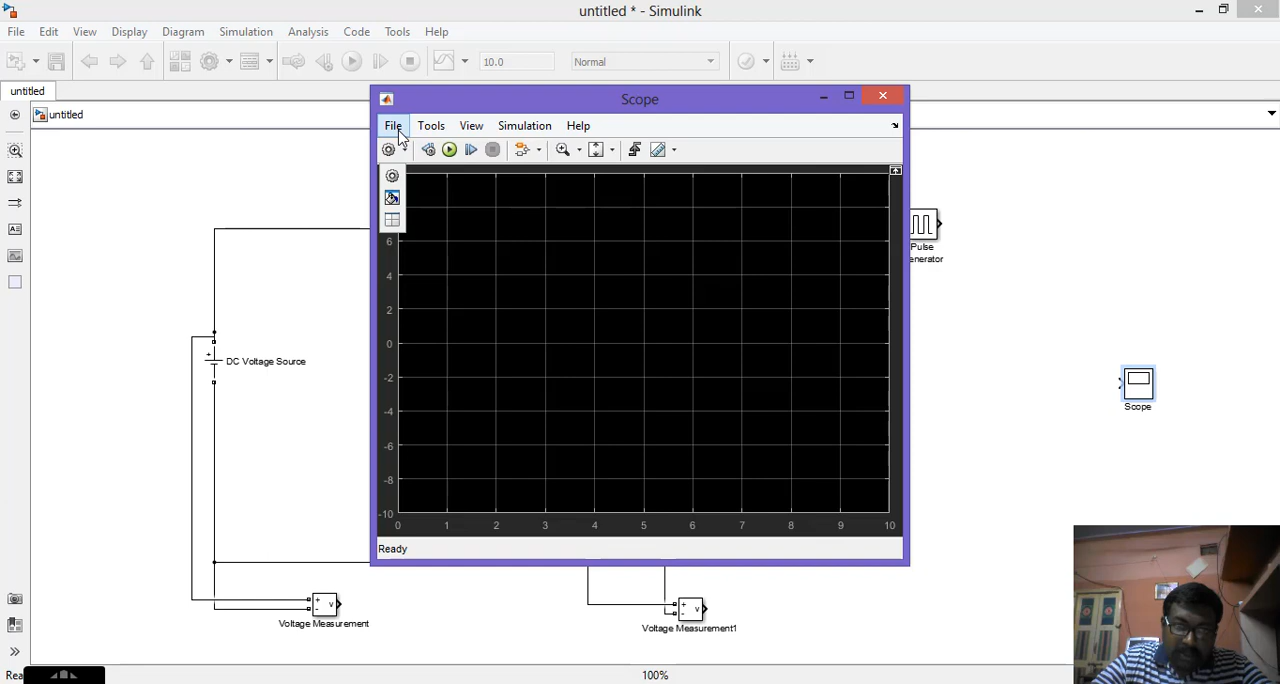 untitled * - Simulink
File Edit View Display Diagram Simulation Analysis Code Tools Help
10.0 Normal
untitled
untitled
Scope
File Tools View Simulation Help
6
4
2
0
-2
-4
-6
-8
-10
0 1 2 3 4 5 6 7 8 9 10
Ready
DC Voltage Source
+
Pulse
enerator
Scope
+
-
v
Voltage Measurement
+
-
v
Voltage Measurement1
Rea
100%